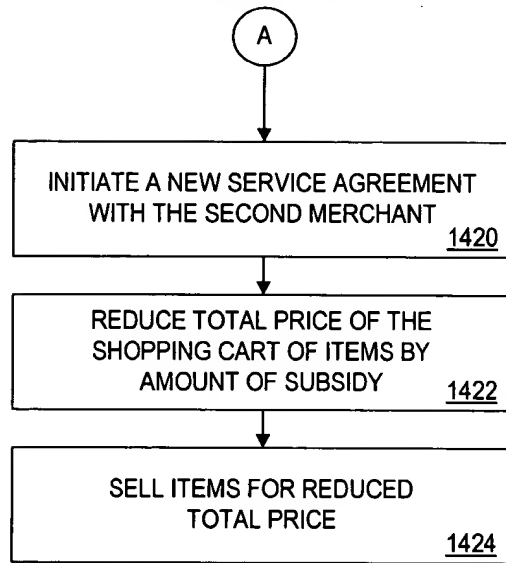 A
INITIATE A NEW SERVICE AGREEMENT
WITH THE SECOND MERCHANT
1420
REDUCE TOTAL PRICE OF THE
SHOPPING CART OF ITEMS BY
AMOUNT OF SUBSIDY
1422
SELL ITEMS FOR REDUCED
TOTAL PRICE
1424